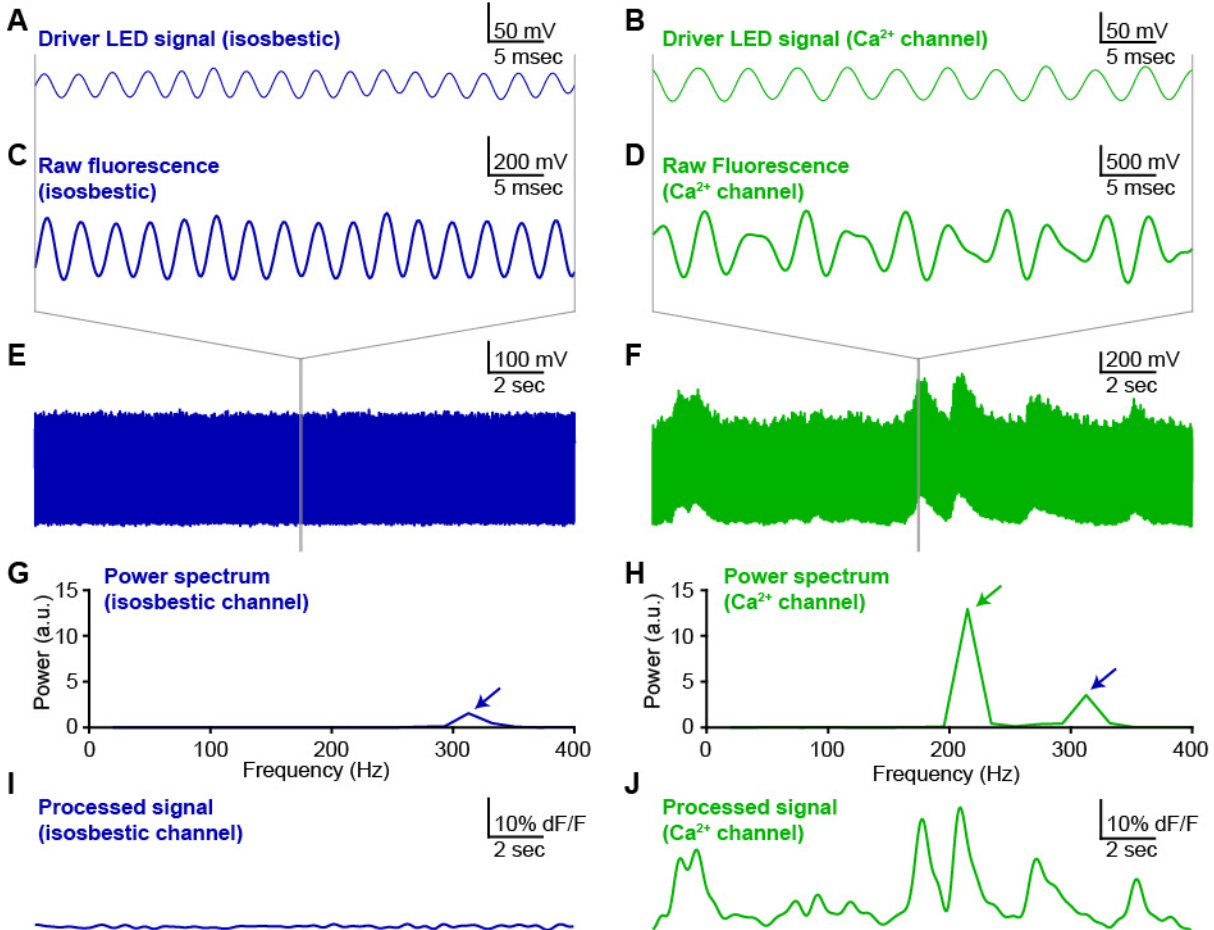 A
Driver LED signal (isosbestic)
50 mV
5 msec
B
Driver LED signal (Ca²⁺ channel)
50 mV
5 msec
C
Raw fluorescence
(isosbestic)
200 mV
5 msec
D
Raw Fluorescence
(Ca²⁺ channel)
500 mV
5 msec
E
100 mV
2 sec
F
200 mV
2 sec
G
Power spectrum
(isosbestic channel)
Power (a.u.)
15
10
5
0
0 100 200 300 400
Frequency (Hz)
H
Power spectrum
(Ca²⁺ channel)
Power (a.u.)
15
10
5
0
0 100 200 300 400
Frequency (Hz)
I
Processed signal
(isosbestic channel)
10% dF/F
2 sec
J
Processed signal
(Ca²⁺ channel)
10% dF/F
2 sec